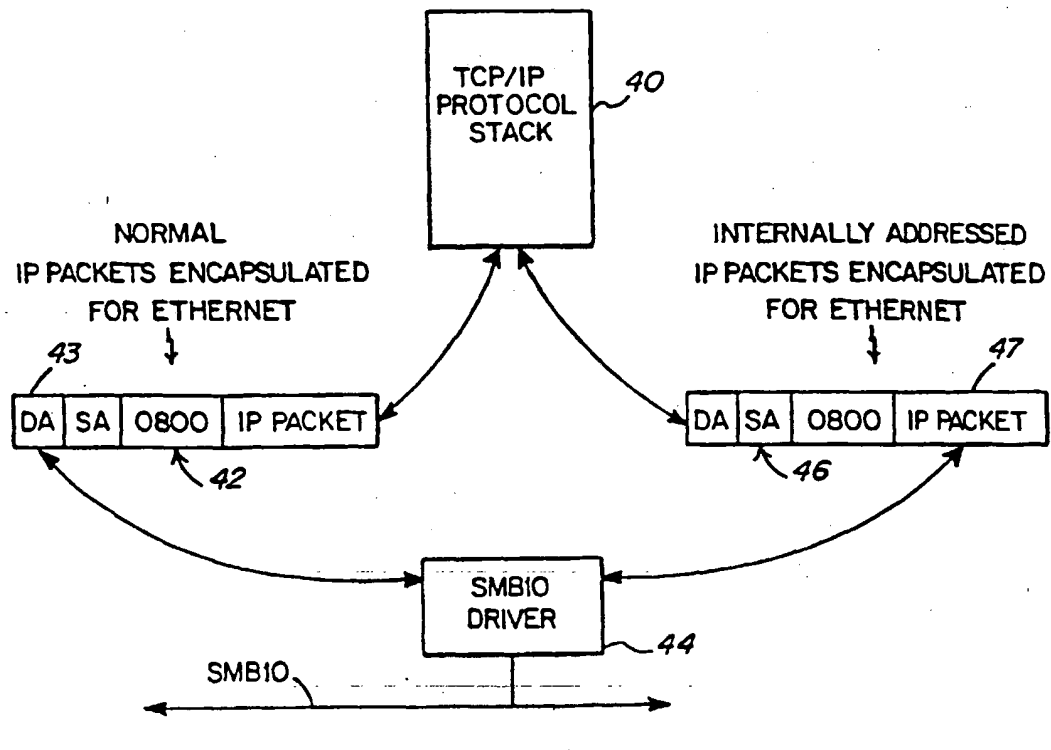 TCP/IP
PROTOCOL
STACK
40
NORMAL
IP PACKETS ENCAPSULATED
FOR ETHERNET
INTERNALLY ADDRESSED
IP PACKETS ENCAPSULATED
FOR ETHERNET
43
DA SA 0800 IP PACKET
42
47
DA SA 0800 IP PACKET
46
SMB10
DRIVER
44
SMB10